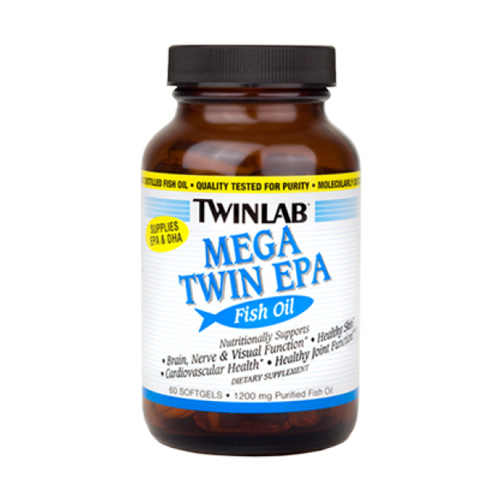 DISTILLED FISH OIL • QUALITY TESTED FOR PURITY • MOLECULARLY
TWINLAB®
SUPPLIES
EPA & DHA
MEGA
TWIN EPA
Fish Oil
Nutritionally Supports
• Brain, Nerve & Visual Function* • Healthy Skin*
• Cardiovascular Health* • Healthy Joint Function*
DIETARY SUPPLEMENT
60 SOFTGELS • 1200 mg Purified Fish Oil